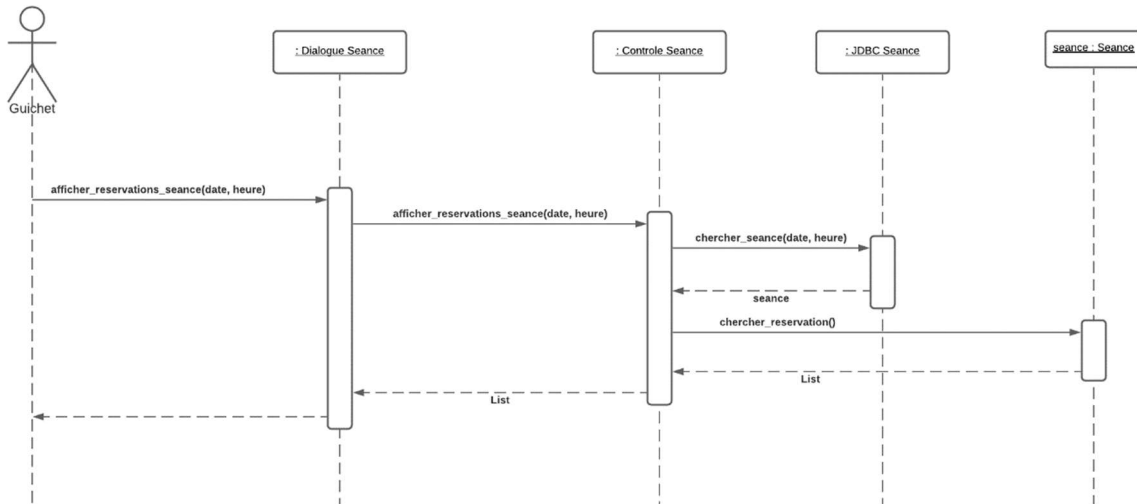 : Dialogue Seance
: Controle Seance
: JDBC Seance
seance : Seance
Guichet
afficher_reservations_seance(date, heure)
afficher_reservations_seance(date, heure)
chercher_seance(date, heure)
seance
chercher_reservation()
List
List